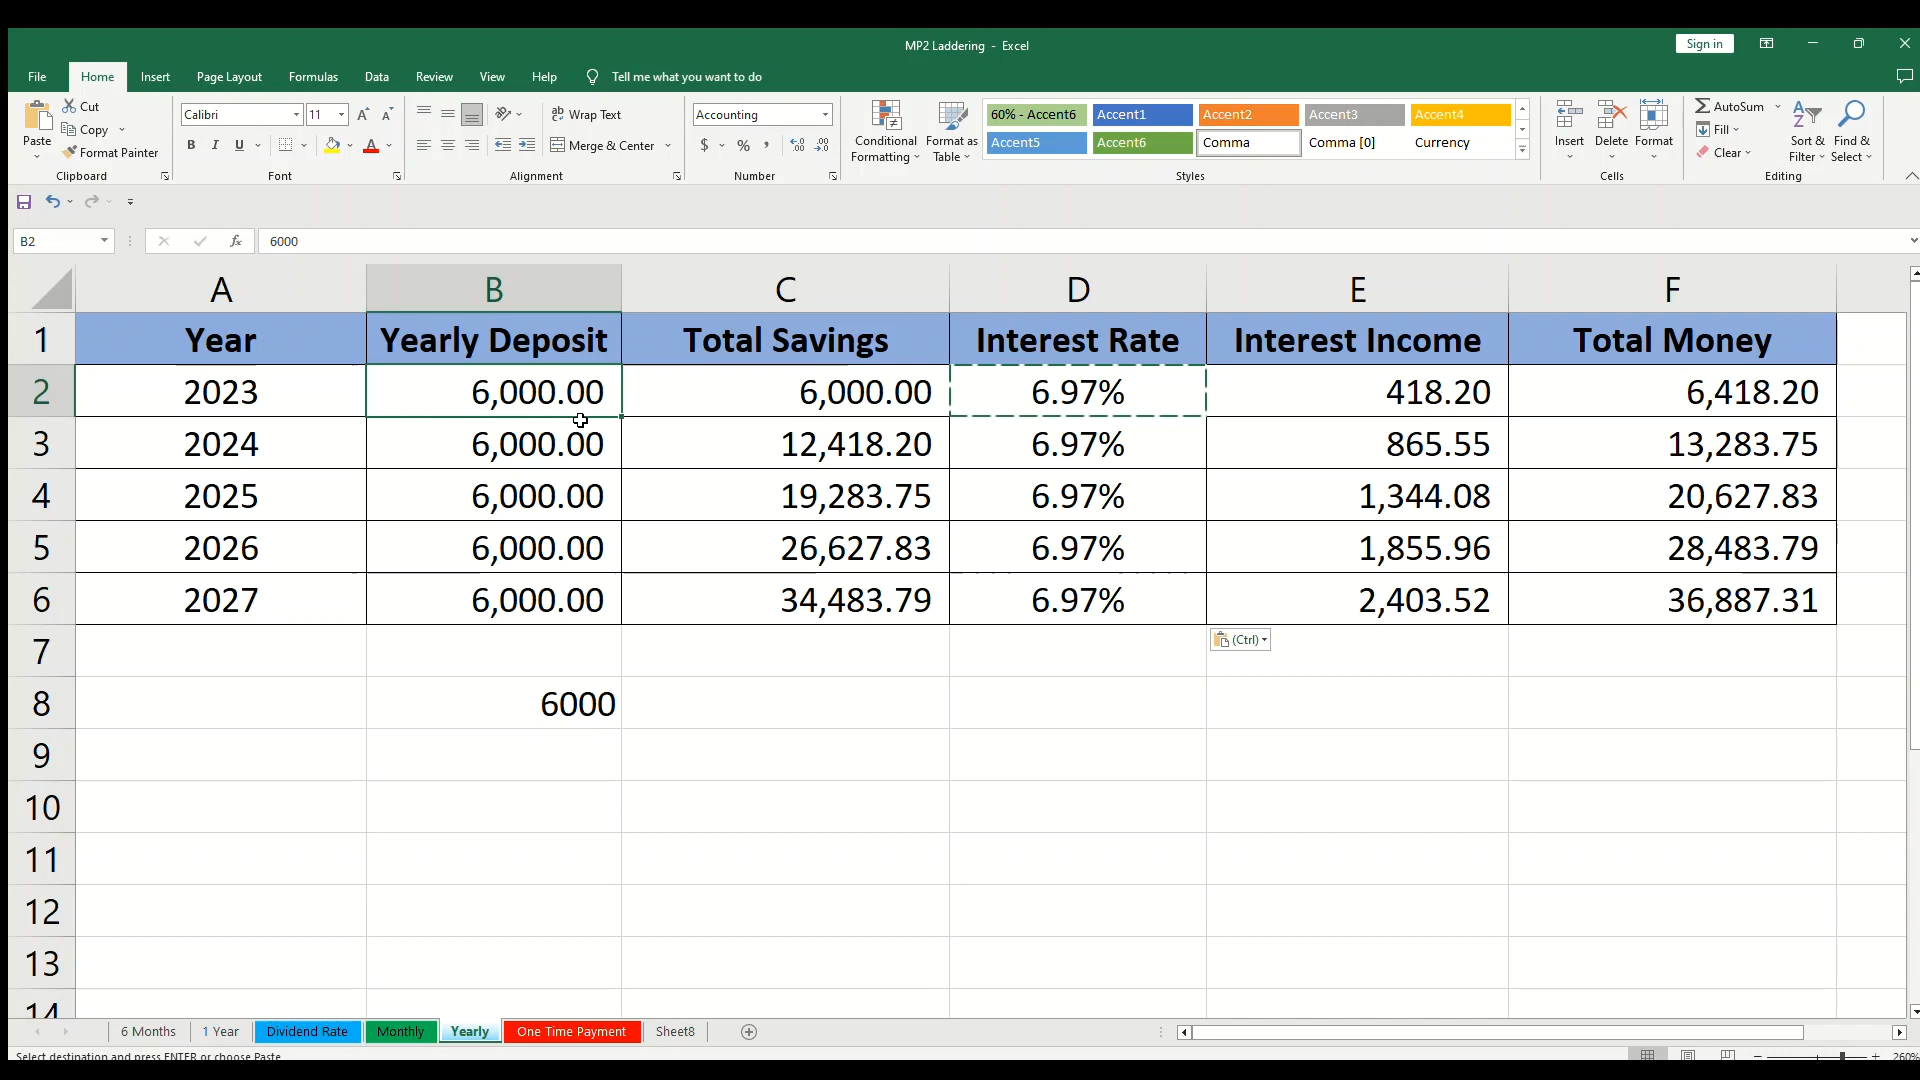 MP2 Laddering - Excel
Sign in
File Home Insert Page Layout Formulas Data Review View Help Tell me what you want to do
Paste
Cut
Copy
Format Painter
Clipboard
Calibri 11
B I U
Font
Wrap Text
Merge & Center
Alignment
Accounting
$ % ,
Number
Conditional Formatting
Format as Table
60% - Accent6 Accent1 Accent2 Accent3 Accent4
Accent5 Accent6 Comma Comma [0] Currency
Styles
Insert Delete Format
Cells
AutoSum
Fill
Clear
Sort & Filter
Find & Select
Editing
B2 fx 6000
A B C D E F
1 Year Yearly Deposit Total Savings Interest Rate Interest Income Total Money
2 2023 6,000.00 6,000.00 6.97% 418.20 6,418.20
3 2024 6,000.00 12,418.20 6.97% 865.55 13,283.75
4 2025 6,000.00 19,283.75 6.97% 1,344.08 20,627.83
5 2026 6,000.00 26,627.83 6.97% 1,855.96 28,483.79
6 2027 6,000.00 34,483.79 6.97% 2,403.52 36,887.31
7 (Ctrl)
8 6000
9
10
11
12
13
14
6 Months 1 Year Dividend Rate Monthly Yearly One Time Payment Sheet8
Select destination and press ENTER or choose Paste 260%